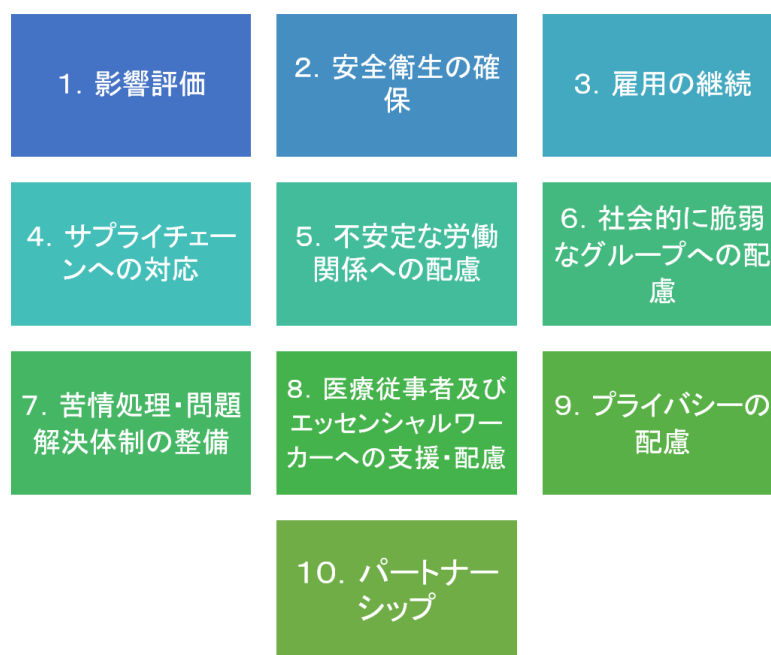 1. 影響評価
2. 安全衛生の確
保
3. 雇用の継続
4. サプライチェー
ンへの対応
5. 不安定な労働
関係への配慮
6. 社会的に脆弱
なグループへの配
慮
7. 苦情処理・問題
解決体制の整備
8. 医療従事者及び
エッセンシャルワー
カーへの支援・配慮
9. プライバシーの
配慮
10. パートナー
シップ